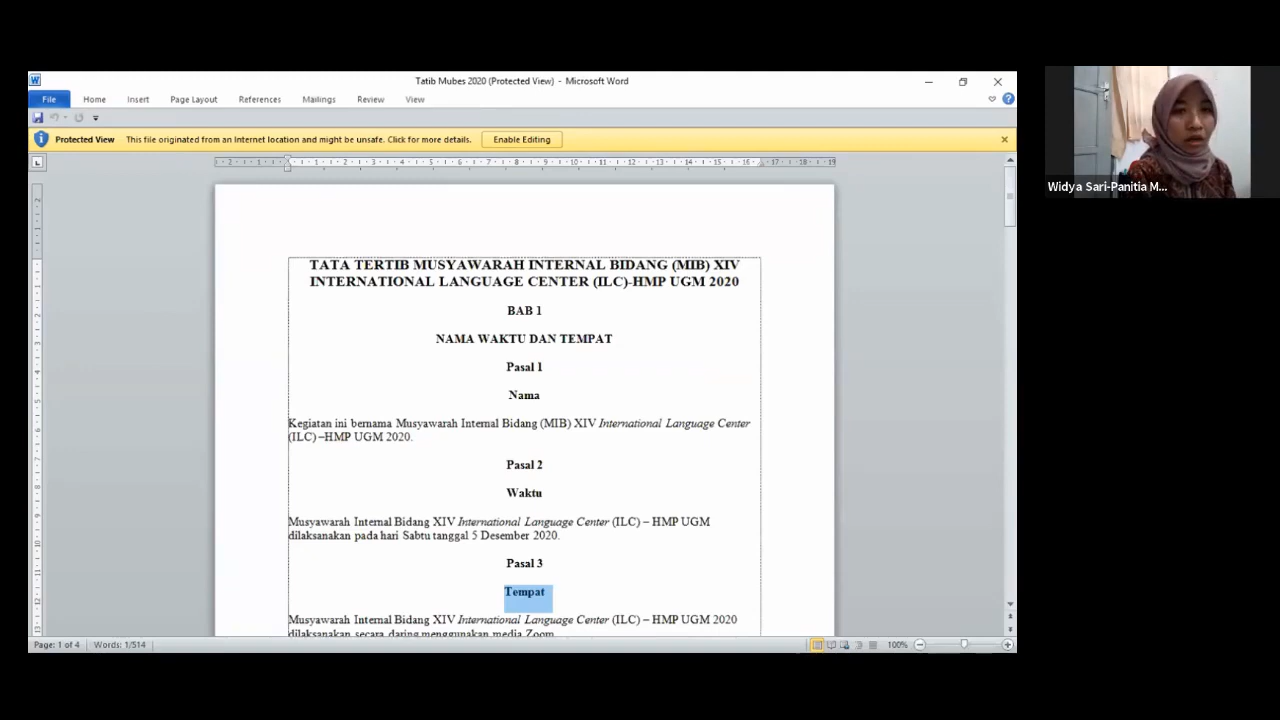 Tatib Mubes 2020 (Protected View) - Microsoft Word
File Home Insert Page Layout References Mailings Review View
Protected View This file originated from an Internet location and might be unsafe. Click for more details. Enable Editing
Widya Sari-Panitia M...
TATA TERTIB MUSYAWARAH INTERNAL BIDANG (MIB) XIV
INTERNATIONAL LANGUAGE CENTER (ILC)-HMP UGM 2020
BAB 1
NAMA WAKTU DAN TEMPAT
Pasal 1
Nama
Kegiatan ini bernama Musyawarah Internal Bidang (MIB) XIV International Language Center
(ILC) –HMP UGM 2020.
Pasal 2
Waktu
Musyawarah Internal Bidang XIV International Language Center (ILC) – HMP UGM
dilaksanakan pada hari Sabtu tanggal 5 Desember 2020.
Pasal 3
Tempat
Musyawarah Internal Bidang XIV International Language Center (ILC) – HMP UGM 2020
dilaksanakan secara daring menggunakan media Zoom
Page: 1 of 4 Words: 1/514 100%